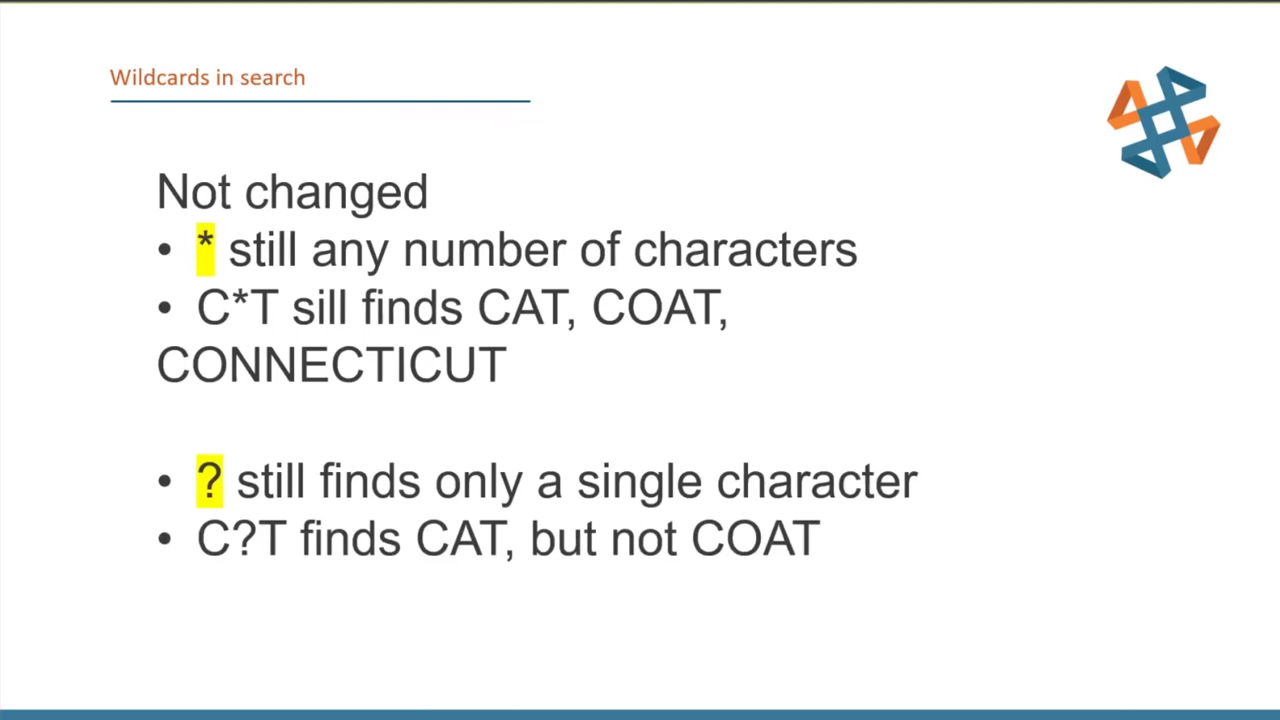 Wildcards in search
Not changed
• * still any number of characters
• C*T sill finds CAT, COAT,
CONNECTICUT
• ? still finds only a single character
• C?T finds CAT, but not COAT